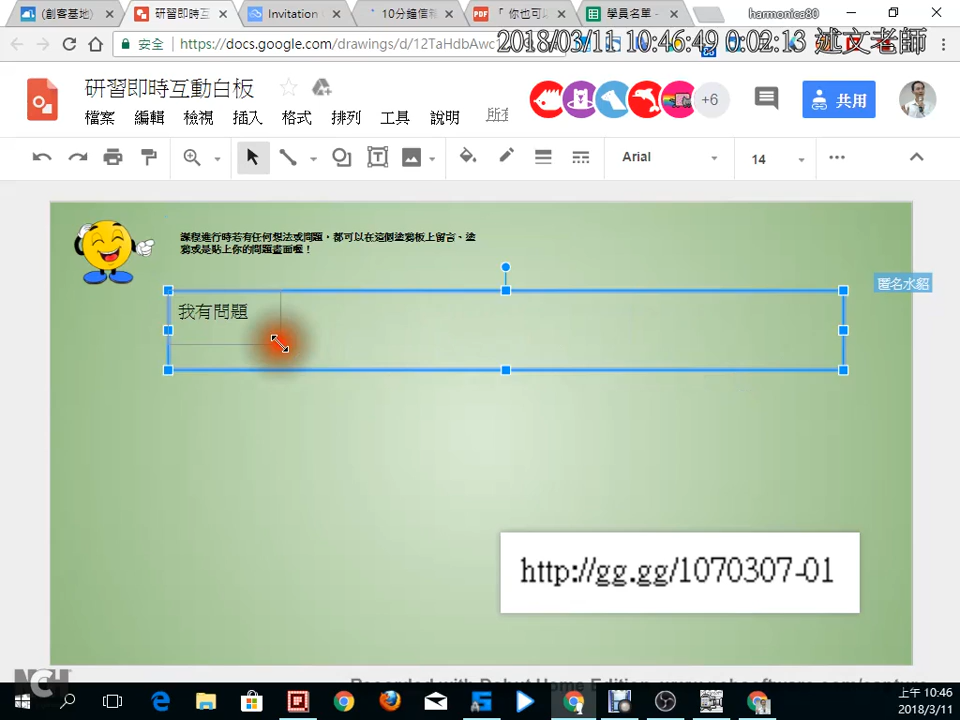 (創客基地)
研習即時互
Invitation
10分鐘信箱
「 你也可以
學員名單 -
harmonica80
安全
https://docs.google.com/drawings/d/12TaHdbAwc
2018/03/11 10:46:49 0:02:13 述文老師
研習即時互動白板
+6
共用
檔案 編輯 檢視 插入 格式 排列 工具 說明
Arial
14
課程進行時若有任何想法或問題，都可以在這個塗鴉板上留言、塗
鴉或是貼上你的問題畫面喔！
匿名水貂
我有問題
http://gg.gg/1070307-01
NCH
上午 10:46
2018/3/11